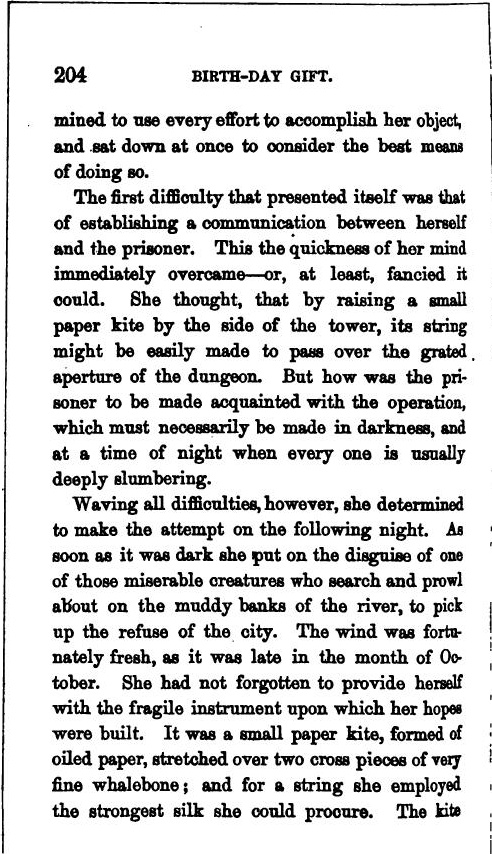 204 BIRTH-DAY GIFT.
mined to use every effort to accomplish her object,
and sat down at once to consider the best means
of doing so.
The first difficulty that presented itself was that
of establishing a communication between herself
and the prisoner. This the quickness of her mind
immediately overcame—or, at least, fancied it
could. She thought, that by raising a small
paper kite by the side of the tower, its string
might be easily made to pass over the grated
aperture of the dungeon. But how was the pri-
soner to be made acquainted with the operation,
which must necessarily be made in darkness, and
at a time of night when every one is usually
deeply slumbering.
Waving all difficulties, however, she determined
to make the attempt on the following night. As
soon as it was dark she put on the disguise of one
of those miserable creatures who search and prowl
about on the muddy banks of the river, to pick
up the refuse of the city. The wind was fortu-
nately fresh, as it was late in the month of Oc-
tober. She had not forgotten to provide herself
with the fragile instrument upon which her hopes
were built. It was a small paper kite, formed of
oiled paper, stretched over two cross pieces of very
fine whalebone; and for a string she employed
the strongest silk she could procure. The kite